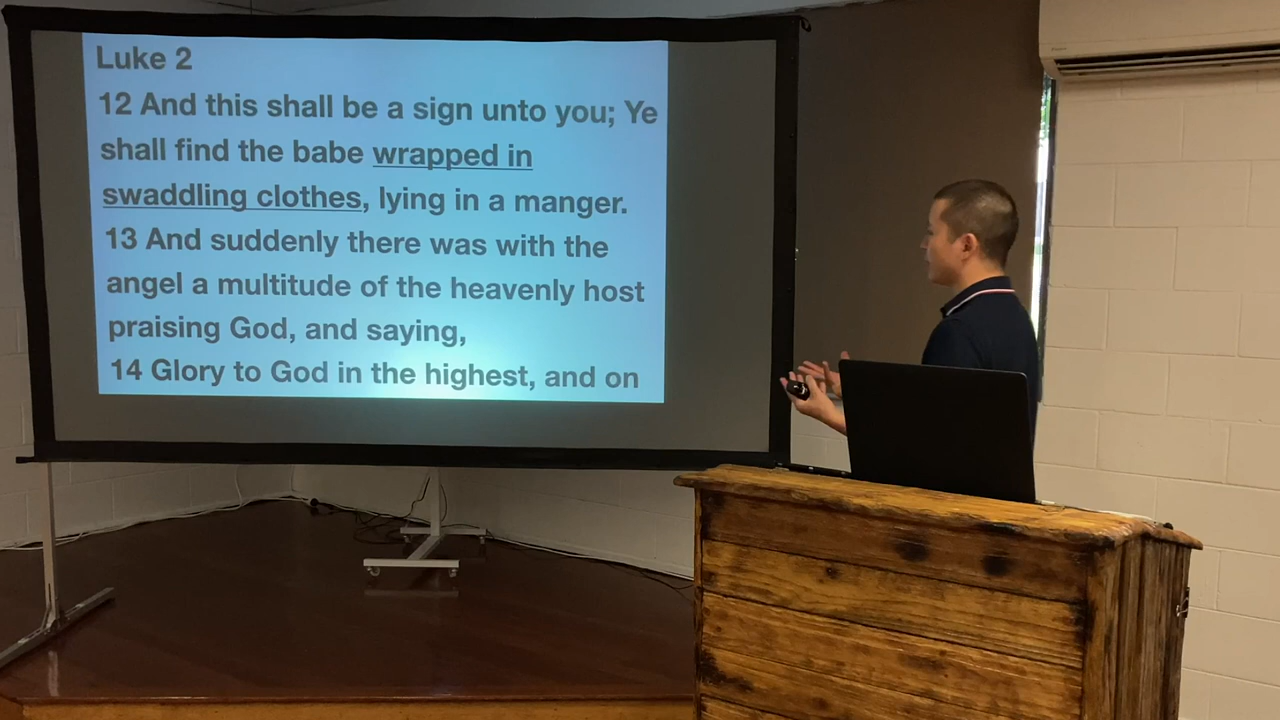 Luke 2
12 And this shall be a sign unto you; Ye
shall find the babe wrapped in
swaddling clothes, lying in a manger.
13 And suddenly there was with the
angel a multitude of the heavenly host
praising God, and saying,
14 Glory to God in the highest, and on